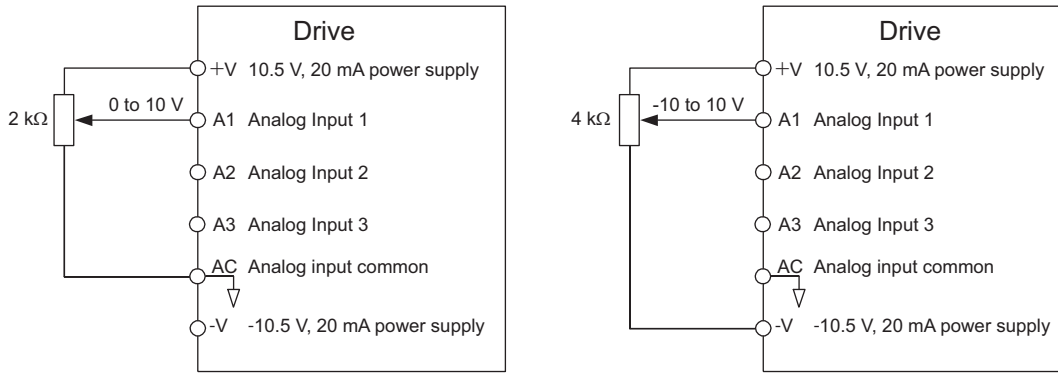 Drive
+V 10.5 V, 20 mA power supply
0 to 10 V
2 kΩ
A1 Analog Input 1
A2 Analog Input 2
A3 Analog Input 3
AC Analog input common
-V -10.5 V, 20 mA power supply
Drive
+V 10.5 V, 20 mA power supply
-10 to 10 V
4 kΩ
A1 Analog Input 1
A2 Analog Input 2
A3 Analog Input 3
AC Analog input common
-V -10.5 V, 20 mA power supply